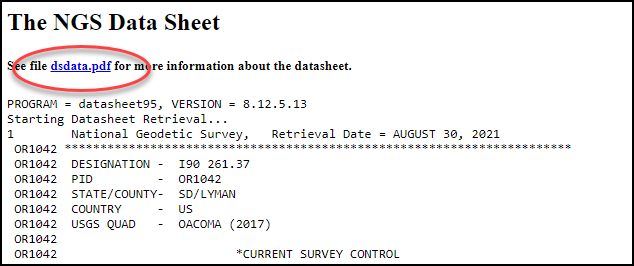 The NGS Data Sheet
See file dsdata.pdf for more information about the datasheet.
PROGRAM = datasheet95, VERSION = 8.12.5.13
Starting Datasheet Retrieval...
1        National Geodetic Survey,   Retrieval Date = AUGUST 30, 2021
OR1042 ***********************************************************************
OR1042  DESIGNATION -  I90 261.37
OR1042  PID         -  OR1042
OR1042  STATE/COUNTY-  SD/LYMAN
OR1042  COUNTRY     -  US
OR1042  USGS QUAD   -  OACOMA (2017)
OR1042
OR1042                         *CURRENT SURVEY CONTROL